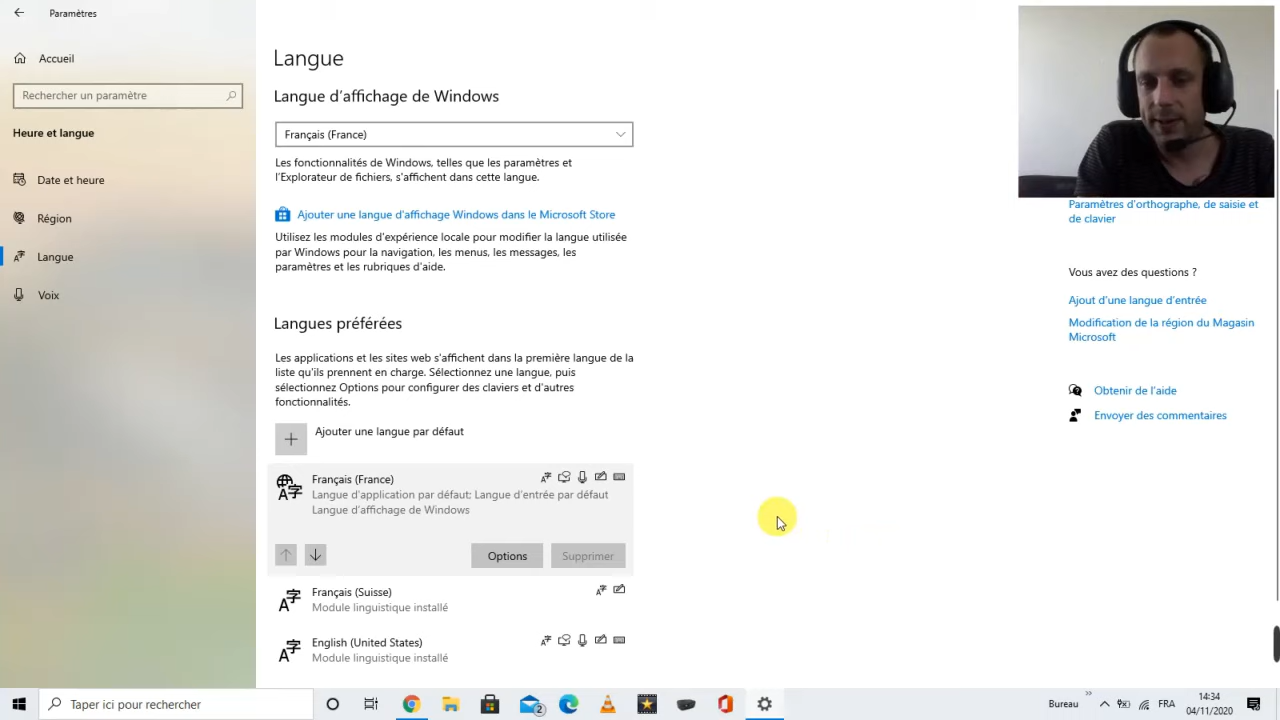 Paramètres
Accueil
Rechercher un paramètre
Heure et langue
Date et heure
Région
Langue
Voix
Langue
Langue d'affichage de Windows
Français (France)
Les fonctionnalités de Windows, telles que les paramètres et
l'Explorateur de fichiers, s'affichent dans cette langue.
Ajouter une langue d'affichage Windows dans le Microsoft Store
Utilisez les modules d'expérience locale pour modifier la langue utilisée
par Windows pour la navigation, les menus, les messages, les
paramètres et les rubriques d'aide.
Langues préférées
Les applications et les sites web s'affichent dans la première langue de la
liste qu'ils prennent en charge. Sélectionnez une langue, puis
sélectionnez Options pour configurer des claviers et d'autres
fonctionnalités.
Ajouter une langue par défaut
Français (France)
Langue d'application par défaut; Langue d'entrée par défaut
Langue d'affichage de Windows
Options
Supprimer
Français (Suisse)
Module linguistique installé
English (United States)
Module linguistique installé
Paramètres d'orthographe, de saisie et
de clavier
Vous avez des questions ?
Ajout d'une langue d'entrée
Modification de la région du Magasin
Microsoft
Obtenir de l'aide
Envoyer des commentaires
Taper ici pour rechercher
2
Bureau
FRA
14:34
04/11/2020